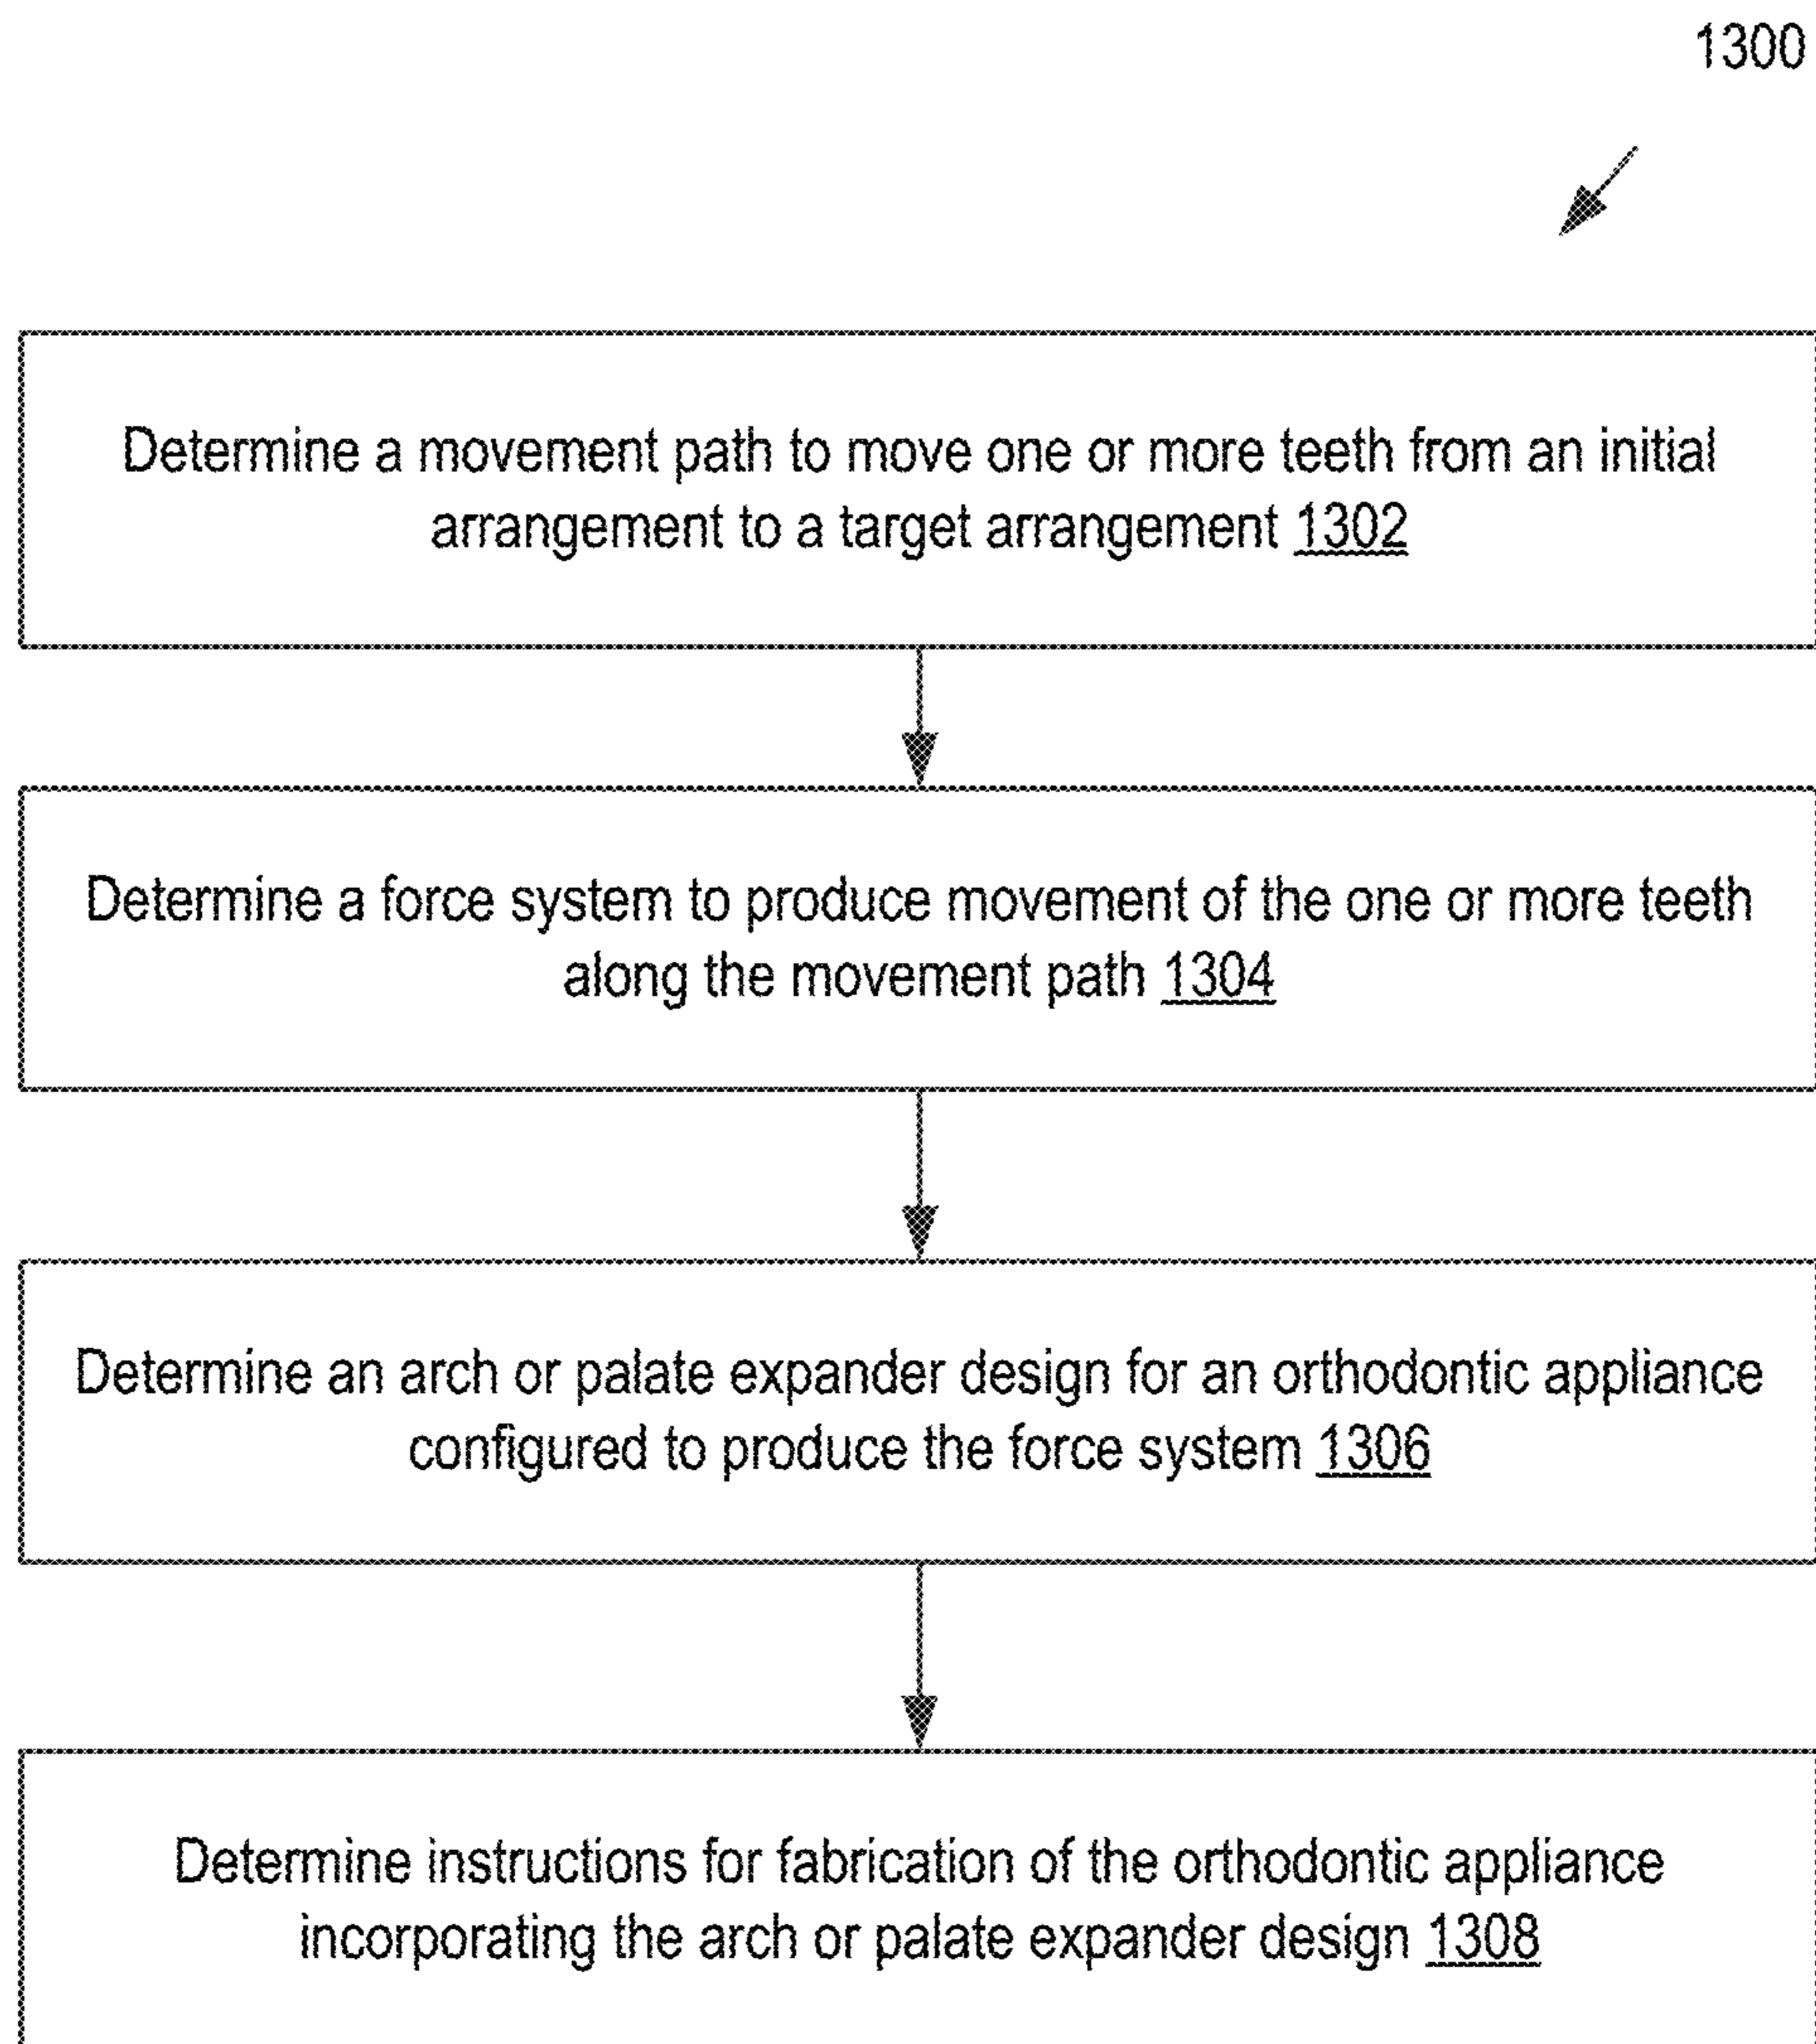 1300
Determine a movement path to move one or more teeth from an initial
arrangement to a target arrangement 1302
Determine a force system to produce movement of the one or more teeth
along the movement path 1304
Determine an arch or palate expander design for an orthodontic appliance
configured to produce the force system 1306
Determine instructions for fabrication of the orthodontic appliance
incorporating the arch or palate expander design 1308